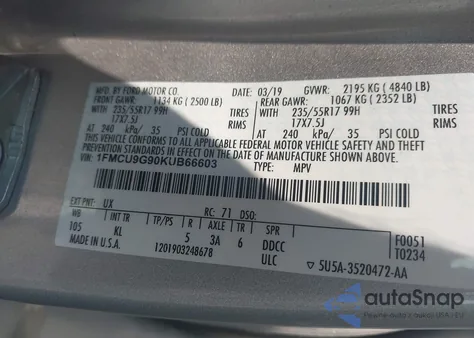 MFD. BY FORD MOTOR CO. 03/19 GVWR: 2195 KG ( 4840 LB)
FRONT GAWR: 1134 KG ( 2500 LB) REAR GAWR: 1067 KG ( 2352 LB)
235/55R17 99H TIRES 235/55R17 99H TIRES
17X7.5J RIMS 17X7.5J RIMS
AT 240 kPa/ 35 PSI COLD AT 240 kPa/ 35 PSI COLD
THIS VEHICLE CONFORMS TO ALL APPLICABLE FEDERAL MOTOR VEHICLE SAFETY AND THEFT
PREVENTION STANDARDS IN EFFECT ON THE DATE OF MANUFACTURE SHOWN ABOVE.
VIN: 1FMCU9G90KUB66603 TYPE: MPV
EXT PNT: UX RC: 71 DSO:
WB INT TR TP/PS R AXLE TR SPR
105 KL 5 3A 6 DDCC
MADE IN U.S.A. 1201903248678 ULC
F0051
T0234
5U5A-3520472-AA
autoSnap